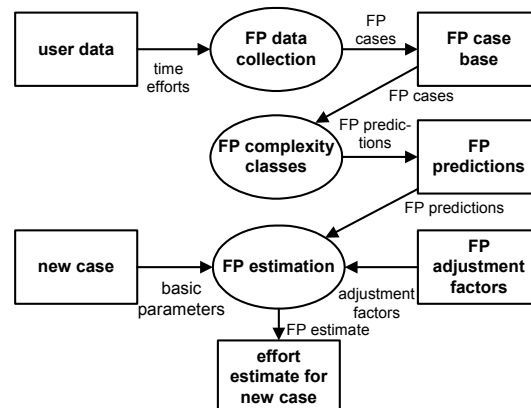 user data
time
efforts
FP data
collection
FP
cases
FP case
base
FP cases
FP complexity
classes
FP predic-
tions
FP
predictions
FP predictions
new case
basic
parameters
FP estimation
adjustment
factors
FP
adjustment
factors
FP estimate
effort
estimate for
new case